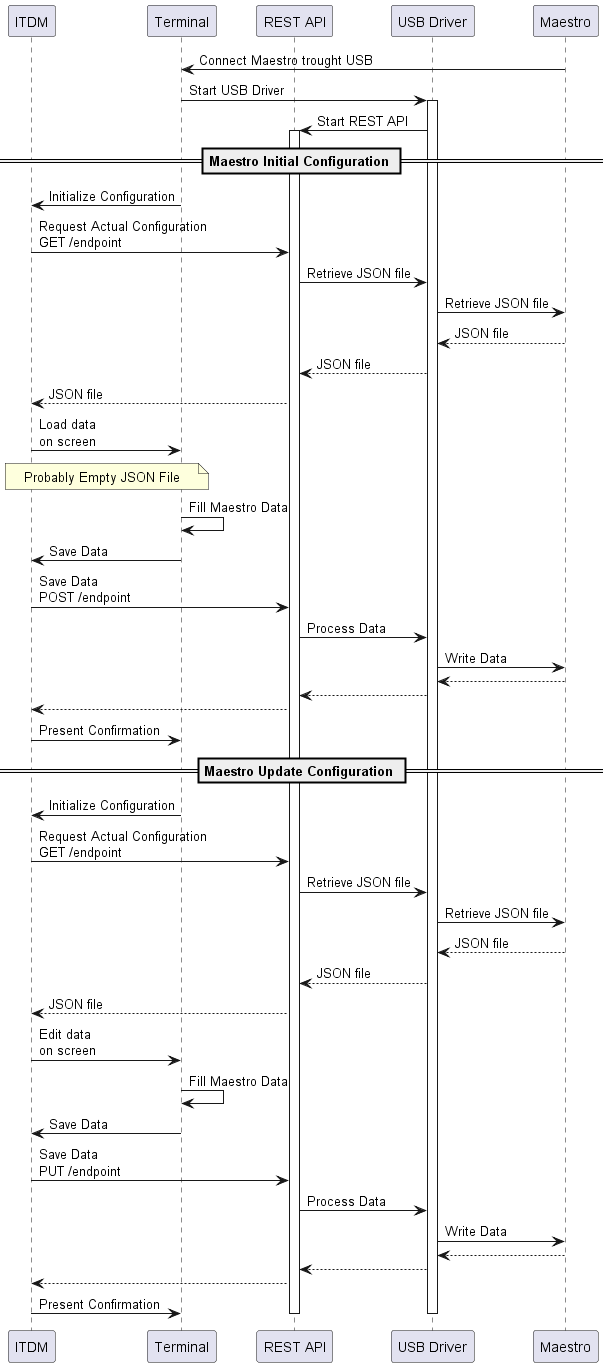 ITDM
Terminal
REST API
USB Driver
Maestro
Connect Maestro trought USB
Start USB Driver
Start REST API
Maestro Initial Configuration
Initialize Configuration
Request Actual Configuration
GET /endpoint
Retrieve JSON file
Retrieve JSON file
JSON file
JSON file
JSON file
Load data
on screen
Probably Empty JSON File
Fill Maestro Data
Save Data
Save Data
POST /endpoint
Process Data
Write Data
Present Confirmation
Maestro Update Configuration
Initialize Configuration
Request Actual Configuration
GET /endpoint
Retrieve JSON file
Retrieve JSON file
JSON file
JSON file
JSON file
Edit data
on screen
Fill Maestro Data
Save Data
Save Data
PUT /endpoint
Process Data
Write Data
Present Confirmation
ITDM
Terminal
REST API
USB Driver
Maestro